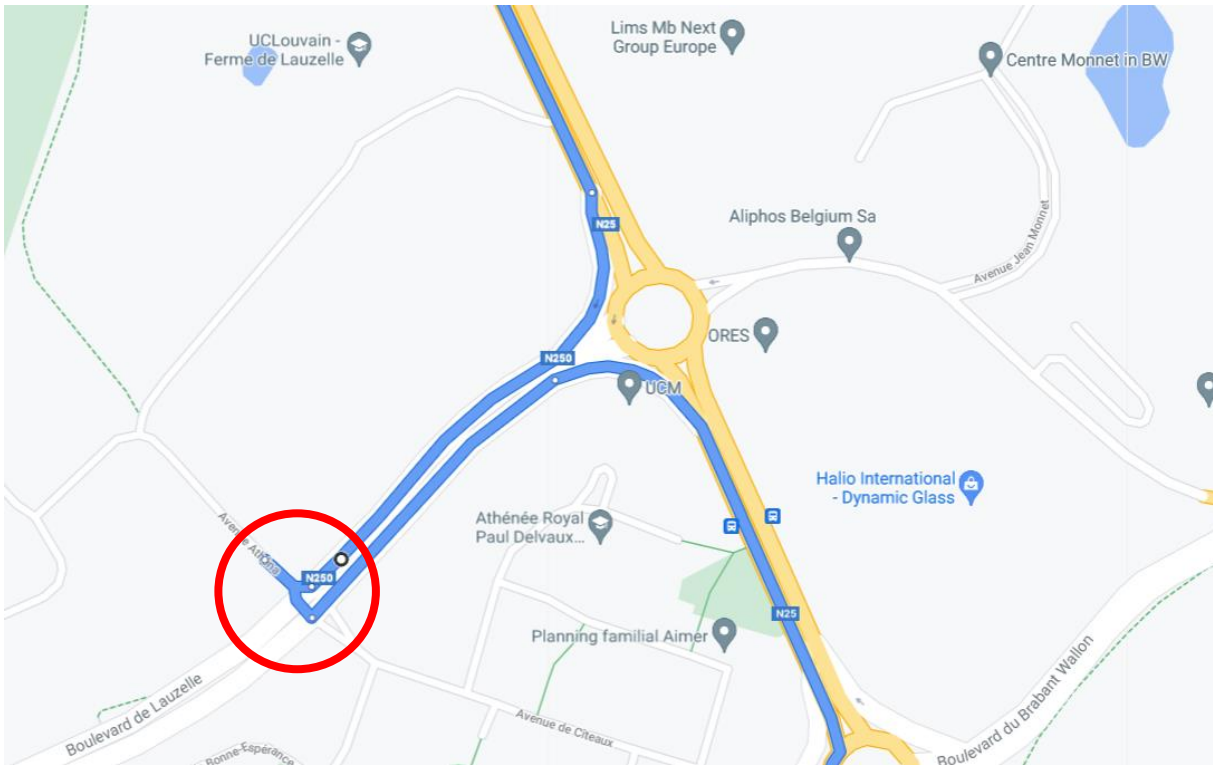 UCLouvain -
Ferme de Lauzelle
Lims Mb Next
Group Europe
Centre Monnet in BW
N25
Aliphos Belgium Sa
Avenue Jean Monnet
ORES
N250
UCM
Halio International
- Dynamic Glass
Athénée Royal
Paul Delvaux...
Avenue Athéna
N250
N25
Planning familial Aimer
Boulevard de Lauzelle
Avenue de Cîteaux
Boulevard du Brabant Wallon
Bonne-Espérance